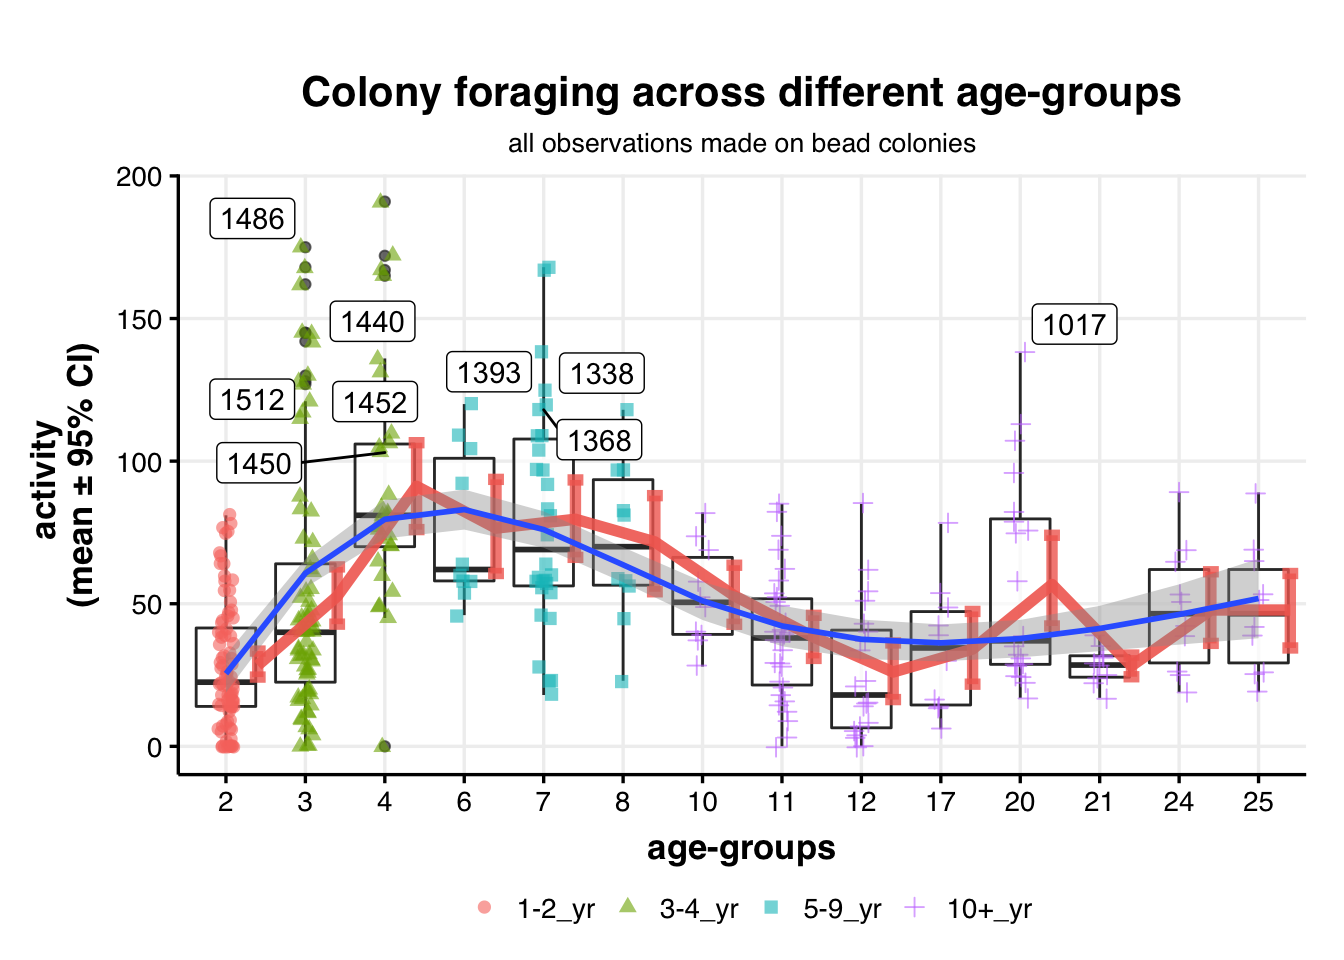 Colony foraging across different age-groups
all observations made on bead colonies
activity
(mean ± 95% CI)
200
150
100
50
0
1486
1440
1017
1393
1338
1512
1452
1368
1450
2 3 4 6 7 8 10 11 12 17 20 21 24 25
age-groups
1-2_yr 3-4_yr 5-9_yr 10+_yr